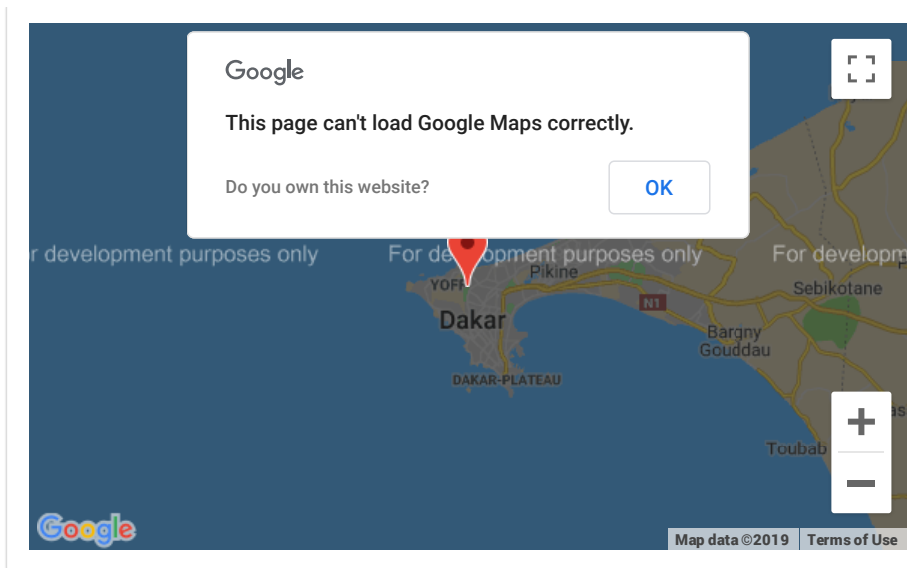 Google
This page can't load Google Maps correctly.
Do you own this website?
OK
r development purposes only
For de opment purposes only
For developm
Pikine
YOFF
Sebikotane
N1
Dakar
Bargny
Gouddau
DAKAR-PLATEAU
Toubab
Google
Map data ©2019
Terms of Use